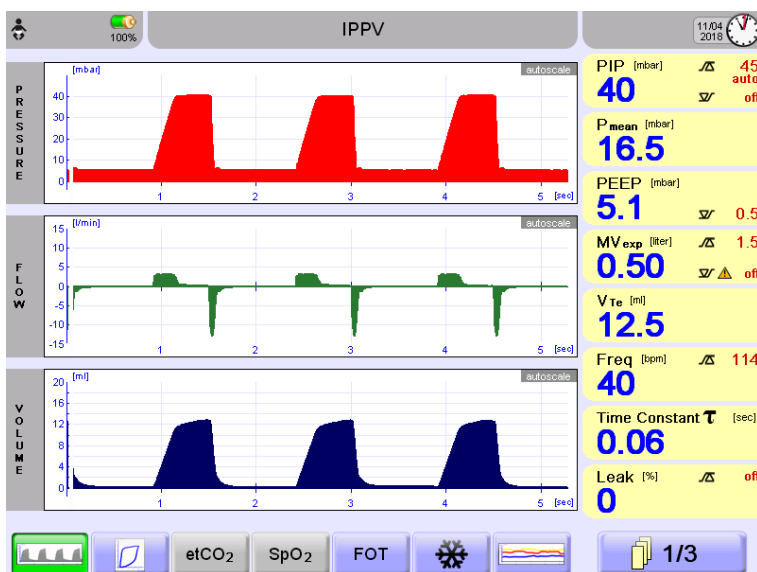 100%
IPPV
11/04
2018
PRESSURE
[mbar]
autoscale
40
30
20
10
0
1 2 3 4 5 [sec]
FLOW
[l/min]
autoscale
15
10
5
0
-5
-10
-15
1 2 3 4 5 [sec]
VOLUME
[ml]
autoscale
20
16
12
8
4
0
1 2 3 4 5 [sec]
PIP [mbar] 45
auto
40 off
Pmean [mbar]
16.5
PEEP [mbar]
5.1 0.5
MVexp [liter] 1.5
0.50 off
VTe [ml]
12.5
Freq [bpm] 114
40
Time Constant τ [sec]
0.06
Leak [%] off
0
etCO2
SpO2
FOT
1/3